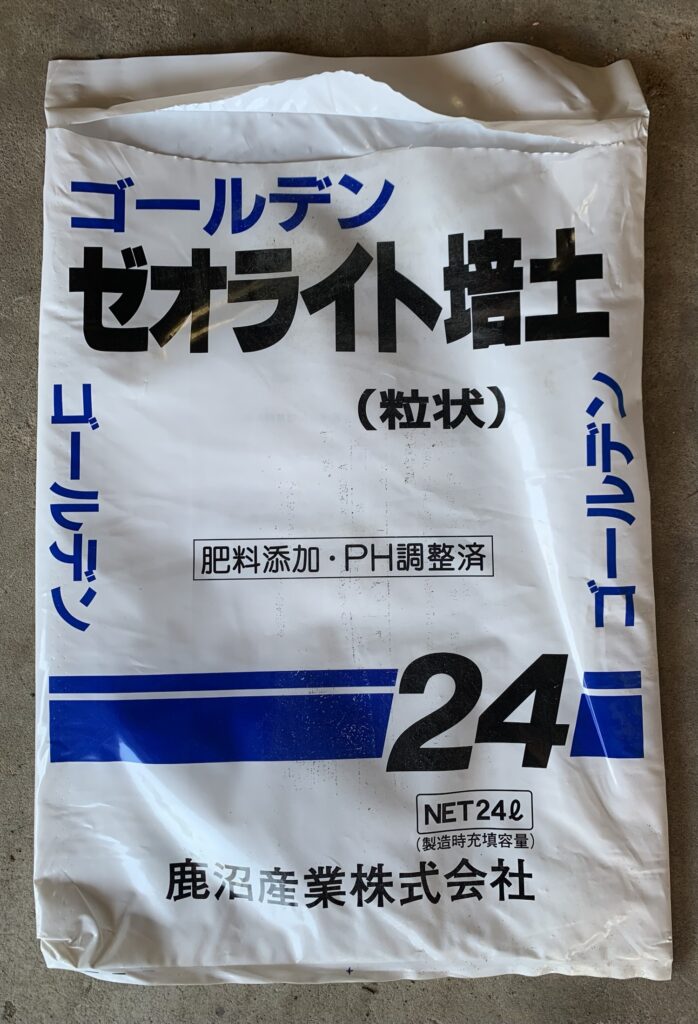 ゴールデン
ゼオライト培土
(粒状)
ゴールデン
ゴールデン
肥料添加・PH調整済
24
NET24ℓ
(製造時充填容量)
鹿沼産業株式会社